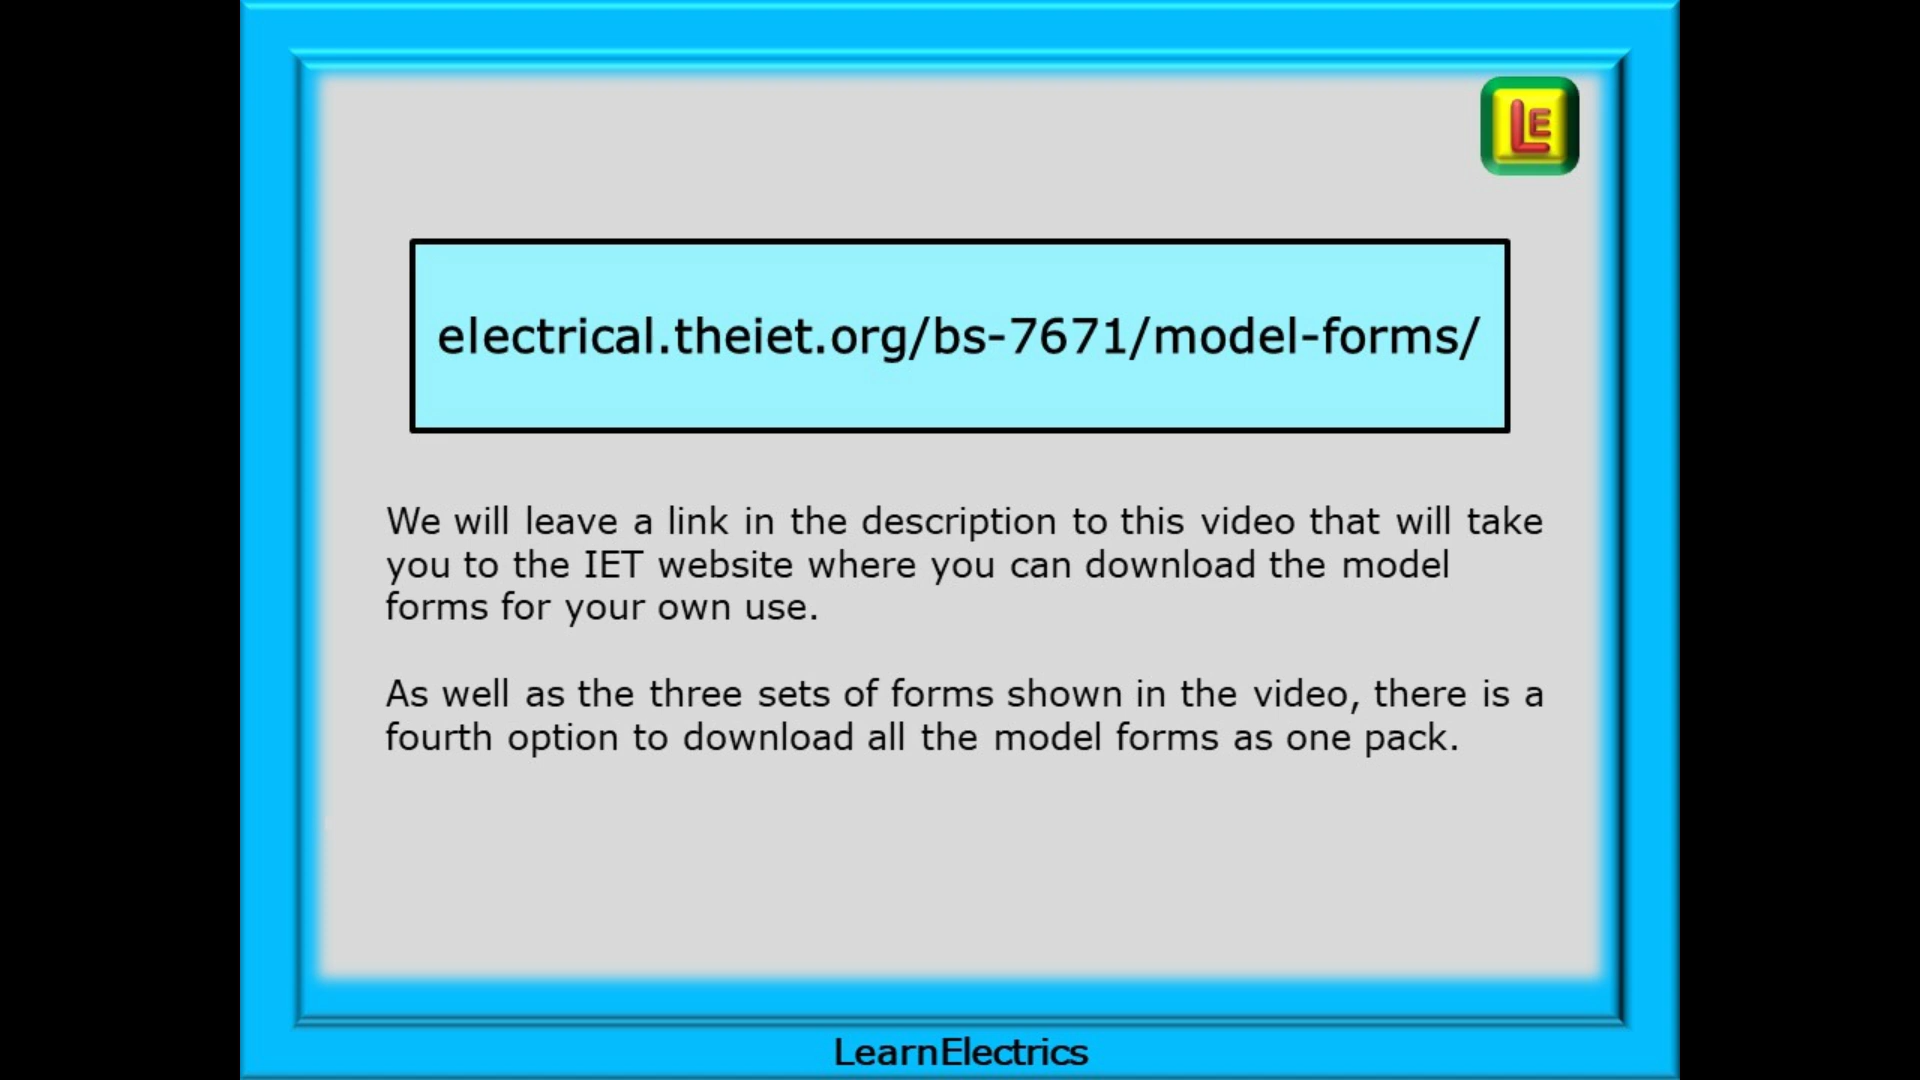 LE
electrical.theiet.org/bs-7671/model-forms/
We will leave a link in the description to this video that will take
you to the IET website where you can download the model
forms for your own use.
As well as the three sets of forms shown in the video, there is a
fourth option to download all the model forms as one pack.
LearnElectrics